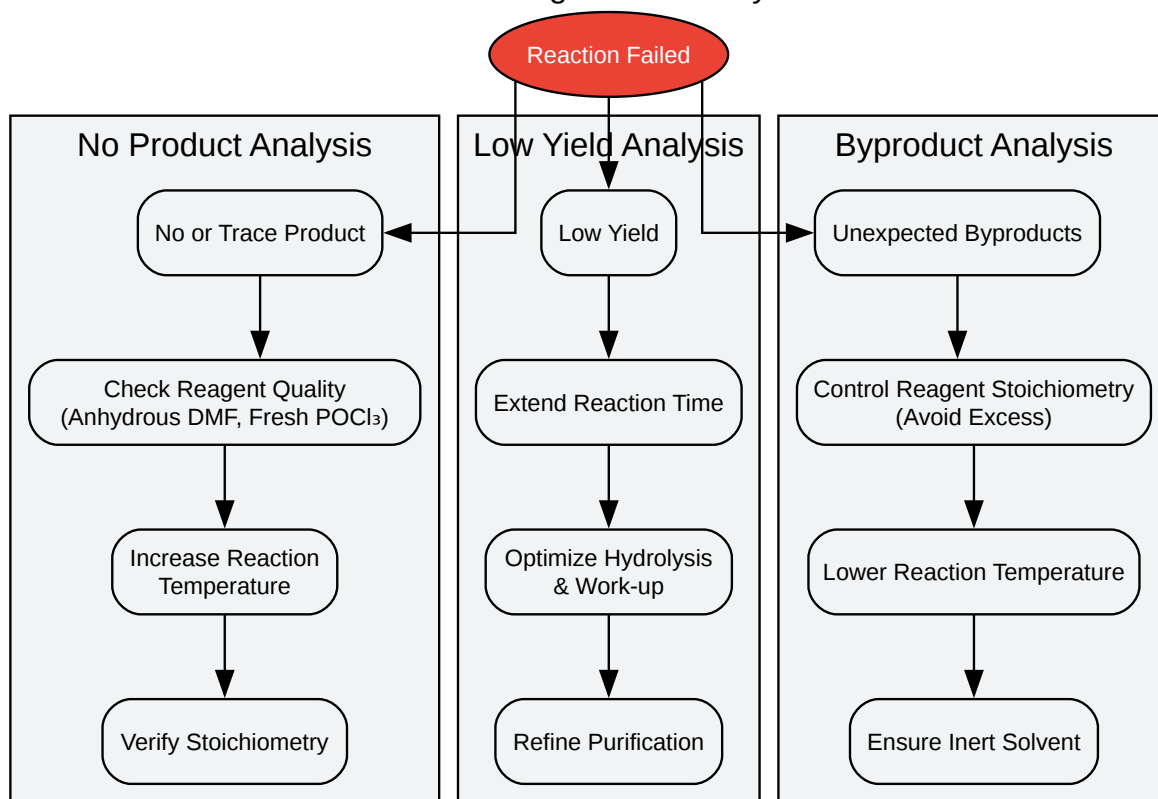 Reaction Failed
No Product Analysis
No or Trace Product
Check Reagent Quality
(Anhydrous DMF, Fresh POCl₃)
Increase Reaction
Temperature
Verify Stoichiometry
Low Yield Analysis
Low Yield
Extend Reaction Time
Optimize Hydrolysis
& Work-up
Refine Purification
Byproduct Analysis
Unexpected Byproducts
Control Reagent Stoichiometry
(Avoid Excess)
Lower Reaction Temperature
Ensure Inert Solvent